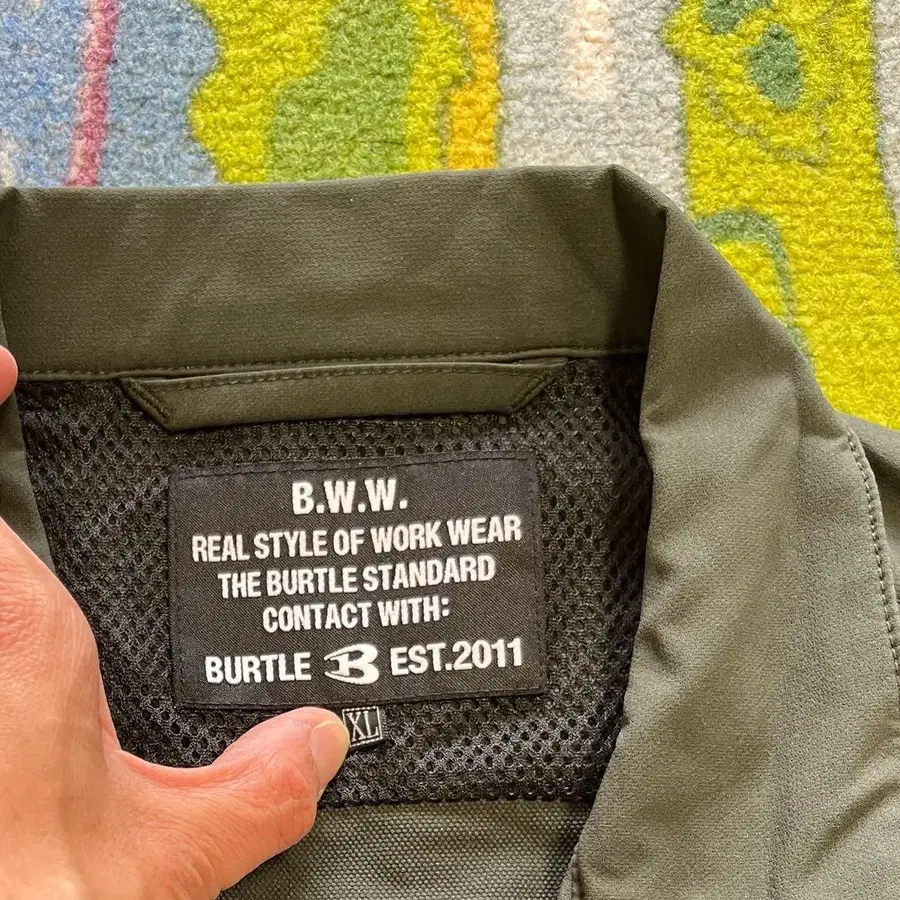 B.W.W.
REAL STYLE OF WORK WEAR
THE BURTLE STANDARD
CONTACT WITH:
BURTLE B EST.2011
XL